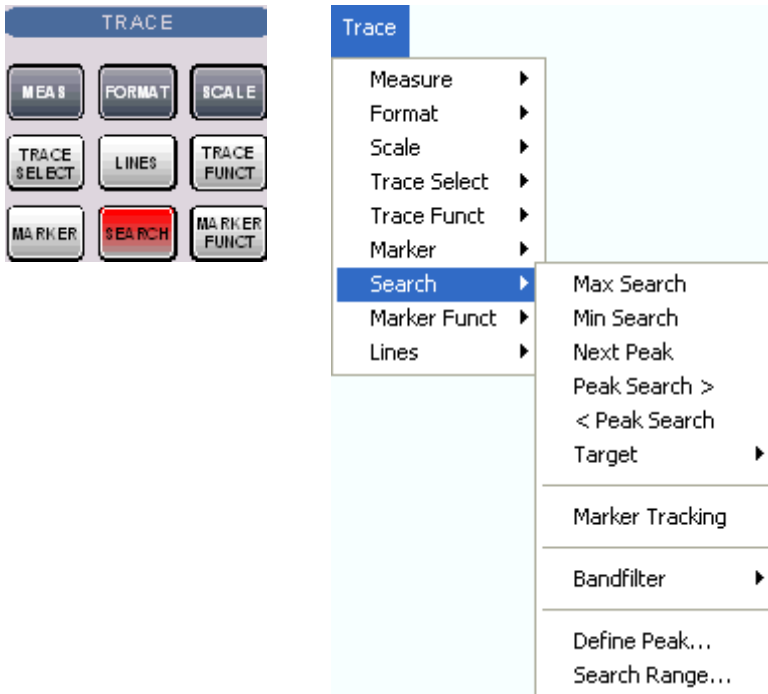 TRACE
MEAS
FORMAT
SCALE
TRACE
SELECT
LINES
TRACE
FUNCT
MARKER
SEARCH
MARKER
FUNCT
Trace
Measure
Format
Scale
Trace Select
Trace Funct
Marker
Search
Marker Funct
Lines
Max Search
Min Search
Next Peak
Peak Search >
< Peak Search
Target
Marker Tracking
Bandfilter
Define Peak...
Search Range...